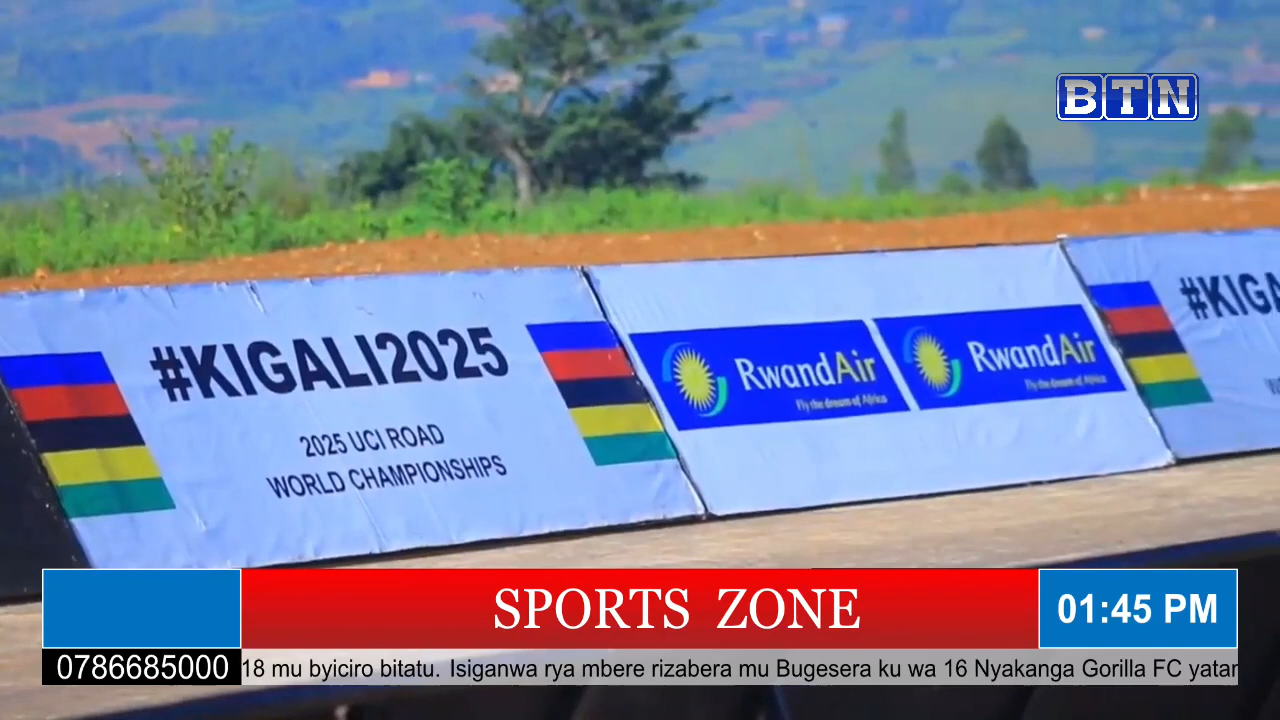 BTN
#KIGALI2025
2025 UCI ROAD
WORLD CHAMPIONSHIPS
RwandAir
Fly the dream of Africa
RwandAir
Fly the dream of Africa
#KIGA
SPORTS ZONE
01:45 PM
0786685000
18 mu byiciro bitatu. Isiganwa rya mbere rizabera mu Bugesera ku wa 16 Nyakanga Gorilla FC yatar